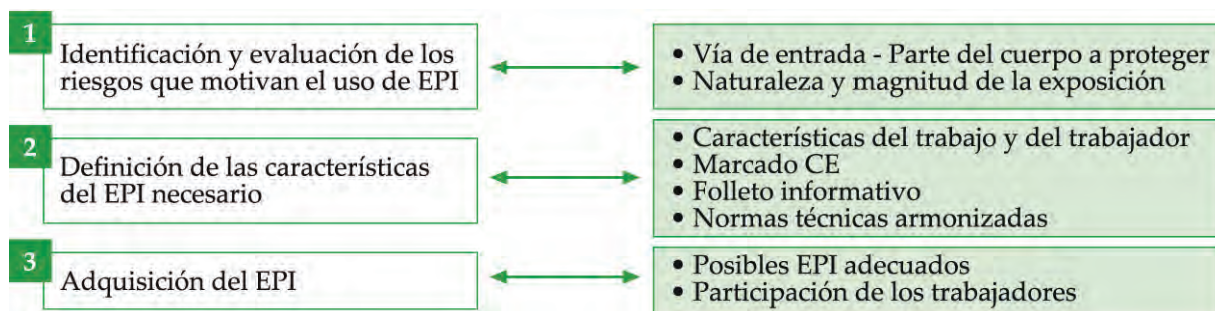 1
Identificación y evaluación de los
riesgos que motivan el uso de EPI
• Vía de entrada - Parte del cuerpo a proteger
• Naturaleza y magnitud de la exposición
2
Definición de las características
del EPI necesario
• Características del trabajo y del trabajador
• Marcado CE
• Folleto informativo
• Normas técnicas armonizadas
3
Adquisición del EPI
• Posibles EPI adecuados
• Participación de los trabajadores